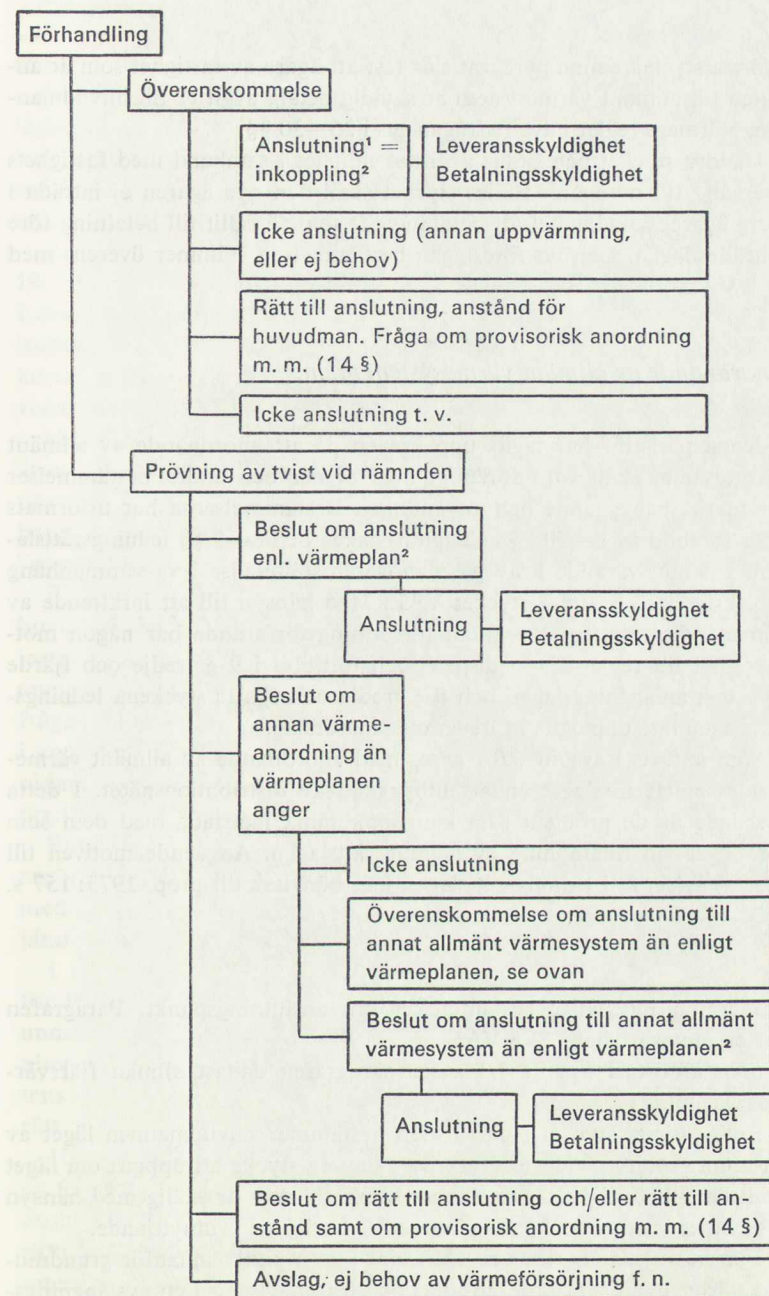 Förhandling
Överenskommelse
Anslutning¹ =
inkoppling²
Leveransskyldighet
Betalningsskyldighet
Icke anslutning (annan uppvärmning,
eller ej behov)
Rätt till anslutning, anstånd för
huvudman. Fråga om provisorisk anordning
m. m. (14 §)
Icke anslutning t. v.
Prövning av tvist vid nämnden
Beslut om anslutning
enl. värmeplan²
Anslutning
Leveransskyldighet
Betalningsskyldighet
Beslut om
annan värme-
anordning än
värmeplanen
anger
Icke anslutning
Överenskommelse om anslutning till
annat allmänt värmesystem än enligt
värmeplanen, se ovan
Beslut om anslutning till annat allmänt
värmesystem än enligt värmeplanen²
Anslutning
Leveransskyldighet
Betalningsskyldighet
Beslut om rätt till anslutning och/eller rätt till an-
stånd samt om provisorisk anordning m. m. (14 §)
Avslag, ej behov av värmeförsörjning f. n.